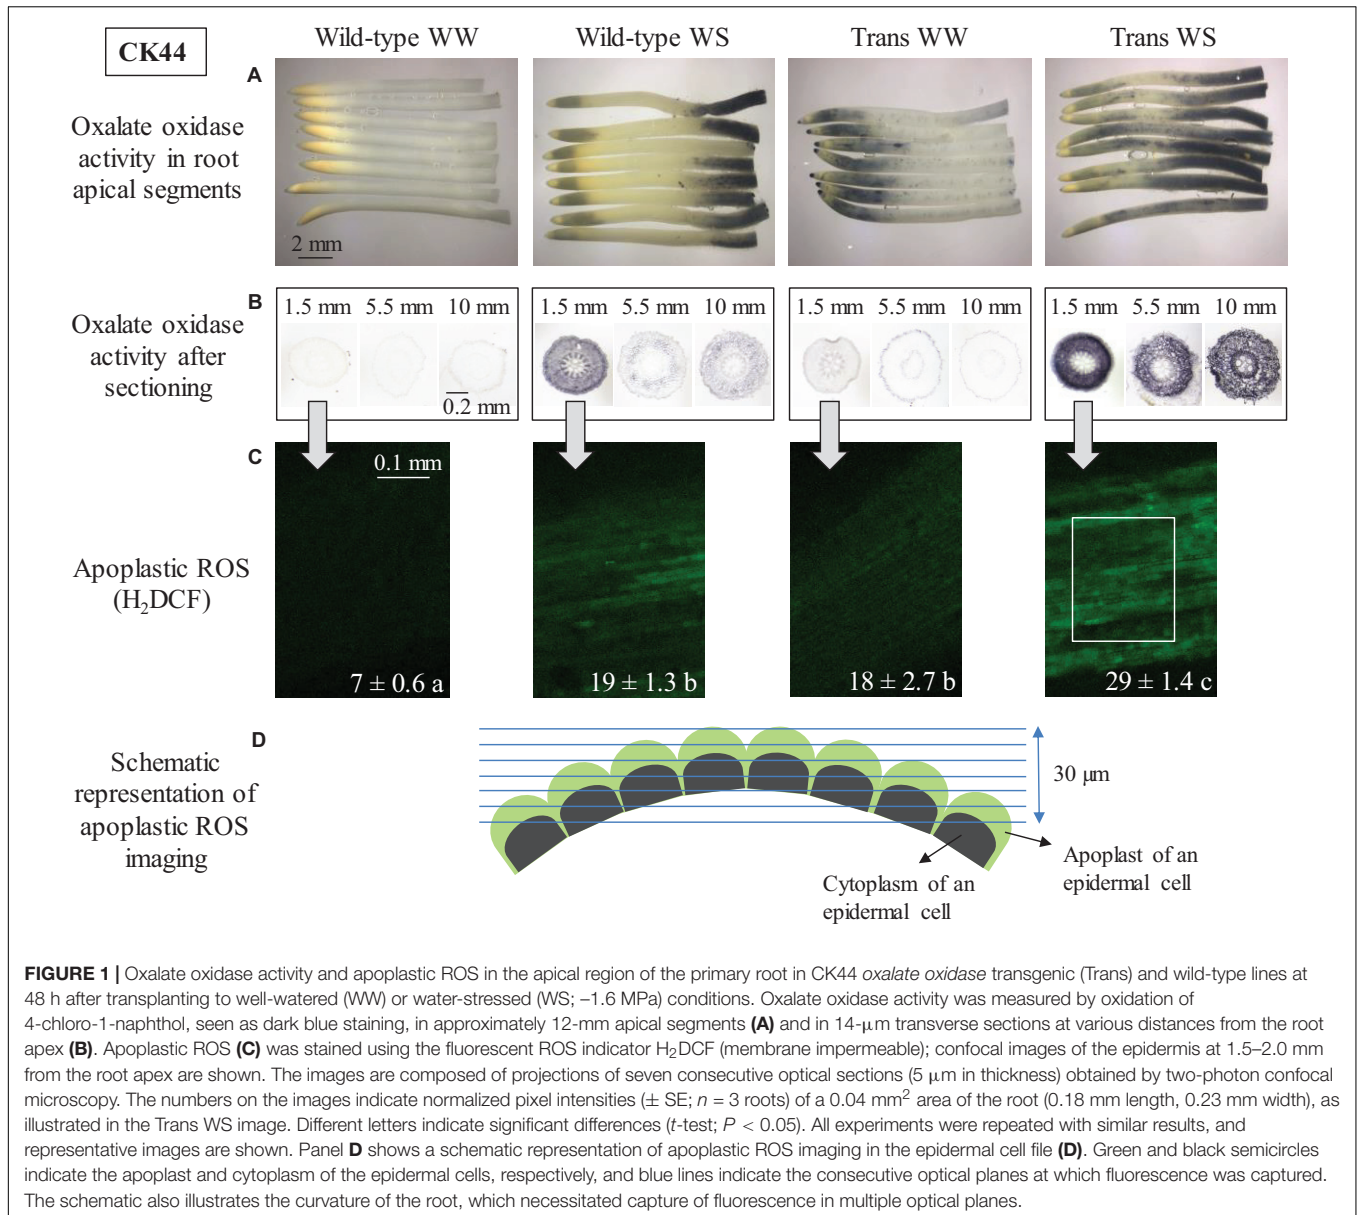 CK44
Wild-type WW
Wild-type WS
Trans WW
Trans WS
A
Oxalate oxidase
activity in root
apical segments
2 mm
B
Oxalate oxidase
activity after
sectioning
1.5 mm 5.5 mm 10 mm
0.2 mm
1.5 mm 5.5 mm 10 mm
1.5 mm 5.5 mm 10 mm
1.5 mm 5.5 mm 10 mm
C
Apoplastic ROS
(H₂DCF)
0.1 mm
7 ± 0.6 a
19 ± 1.3 b
18 ± 2.7 b
29 ± 1.4 c
D
Schematic
representation of
apoplastic ROS
imaging
30 μm
Cytoplasm of an
epidermal cell
Apoplast of an
epidermal cell
FIGURE 1 | Oxalate oxidase activity and apoplastic ROS in the apical region of the primary root in CK44 oxalate oxidase transgenic (Trans) and wild-type lines at
48 h after transplanting to well-watered (WW) or water-stressed (WS; –1.6 MPa) conditions. Oxalate oxidase activity was measured by oxidation of
4-chloro-1-naphthol, seen as dark blue staining, in approximately 12-mm apical segments (A) and in 14-μm transverse sections at various distances from the root
apex (B). Apoplastic ROS (C) was stained using the fluorescent ROS indicator H₂DCF (membrane impermeable); confocal images of the epidermis at 1.5–2.0 mm
from the root apex are shown. The images are composed of projections of seven consecutive optical sections (5 μm in thickness) obtained by two-photon confocal
microscopy. The numbers on the images indicate normalized pixel intensities (± SE; n = 3 roots) of a 0.04 mm² area of the root (0.18 mm length, 0.23 mm width), as
illustrated in the Trans WS image. Different letters indicate significant differences (t-test; P < 0.05). All experiments were repeated with similar results, and
representative images are shown. Panel D shows a schematic representation of apoplastic ROS imaging in the epidermal cell file (D). Green and black semicircles
indicate the apoplast and cytoplasm of the epidermal cells, respectively, and blue lines indicate the consecutive optical planes at which fluorescence was captured.
The schematic also illustrates the curvature of the root, which necessitated capture of fluorescence in multiple optical planes.